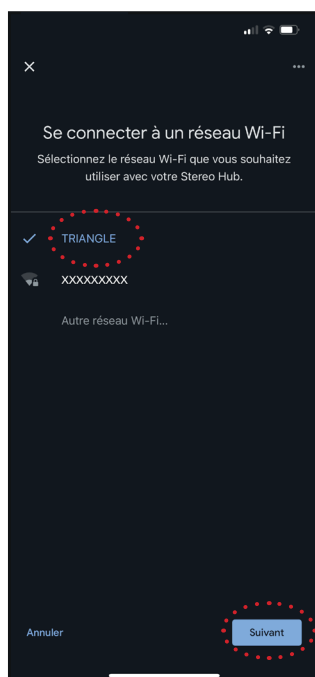 Se connecter à un réseau Wi-Fi
Sélectionnez le réseau Wi-Fi que vous souhaitez
utiliser avec votre Stereo Hub.
TRIANGLE
XXXXXXXXX
Autre réseau Wi-Fi...
Annuler
Suivant